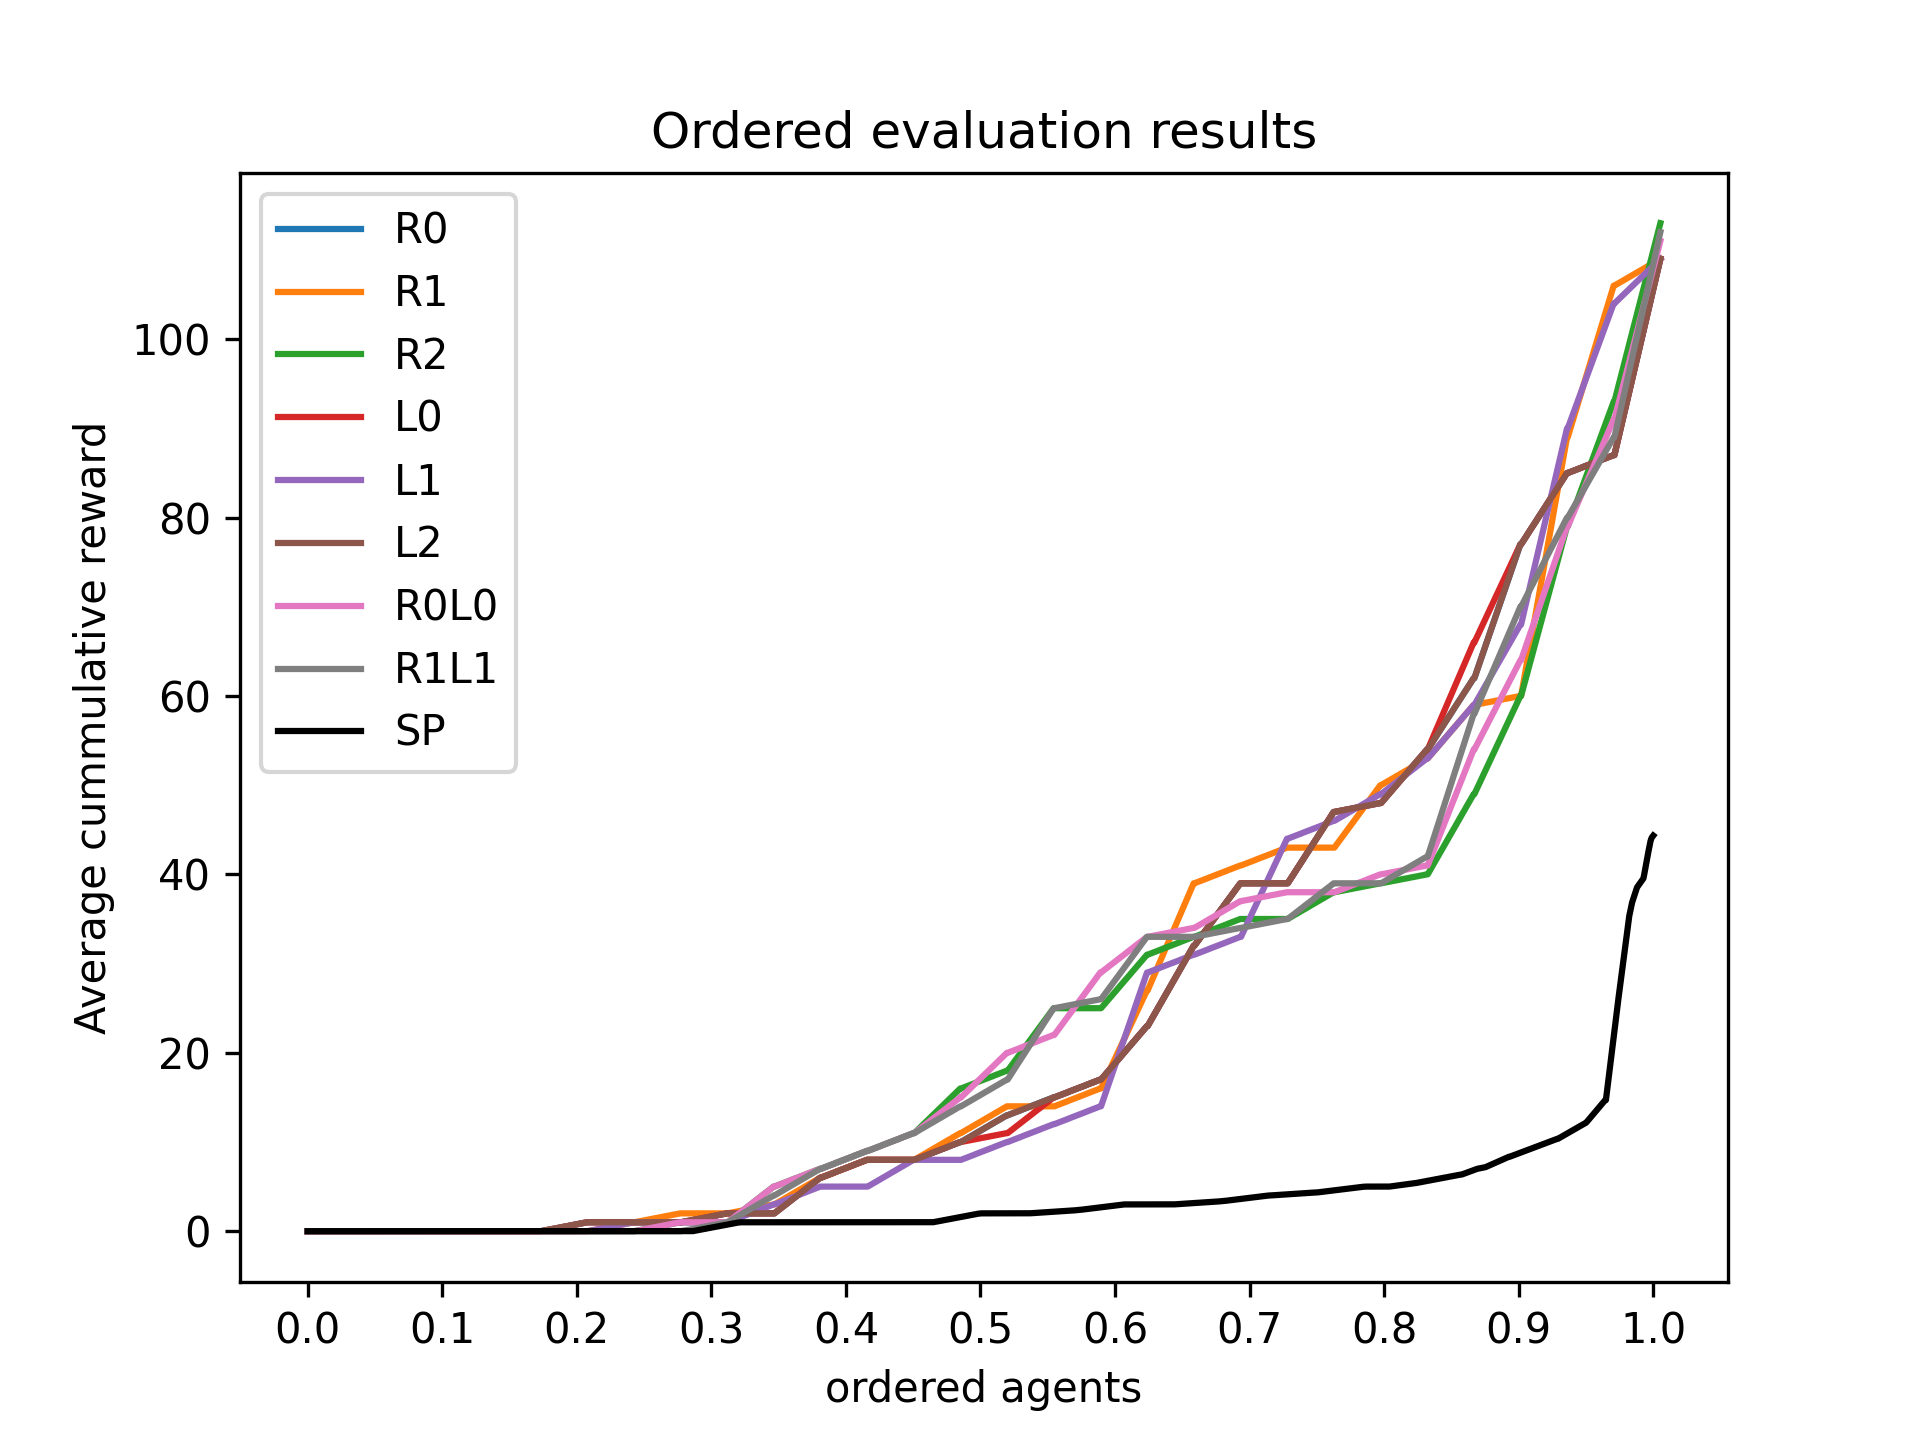 Ordered evaluation results
R0
R1
R2
L0
L1
L2
R0L0
R1L1
SP
Average cummulative reward
100
80
60
40
20
0
0.0 0.1 0.2 0.3 0.4 0.5 0.6 0.7 0.8 0.9 1.0
ordered agents